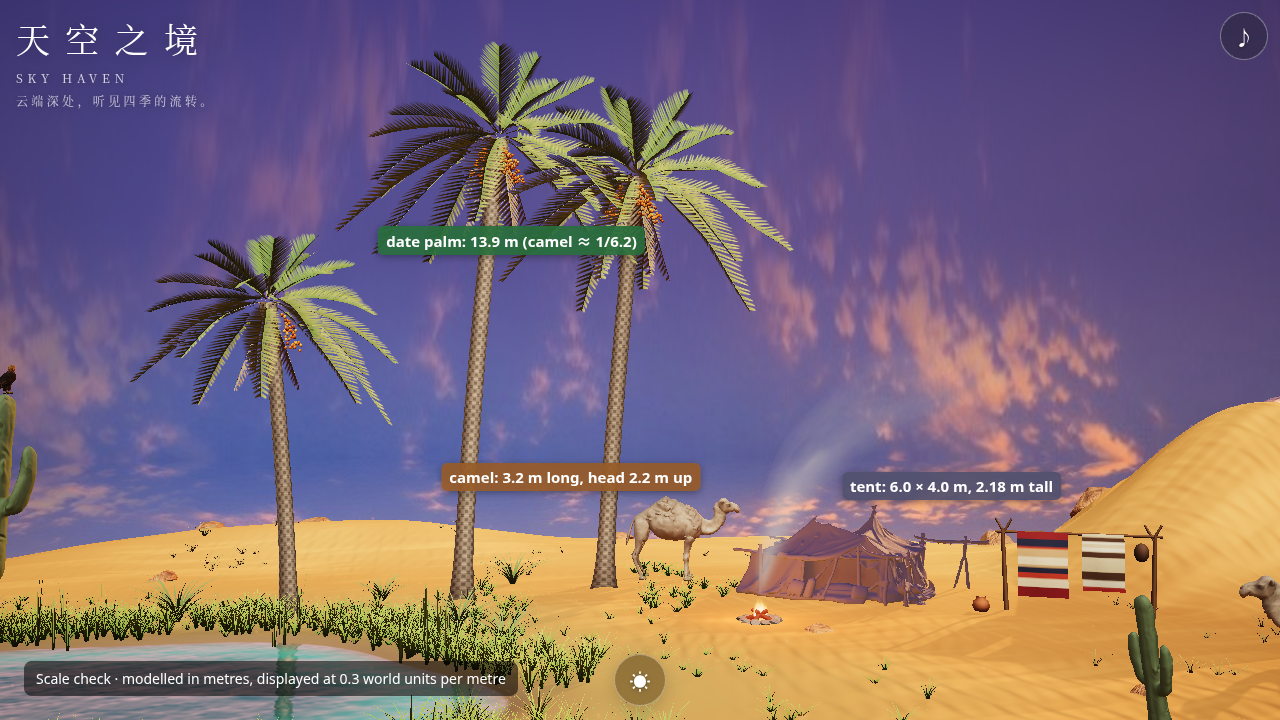 天空之境
SKY HAVEN
云端深处，听见四季的流转。
♪
date palm: 13.9 m (camel ≈ 1/6.2)
camel: 3.2 m long, head 2.2 m up
tent: 6.0 × 4.0 m, 2.18 m tall
Scale check · modelled in metres, displayed at 0.3 world units per metre